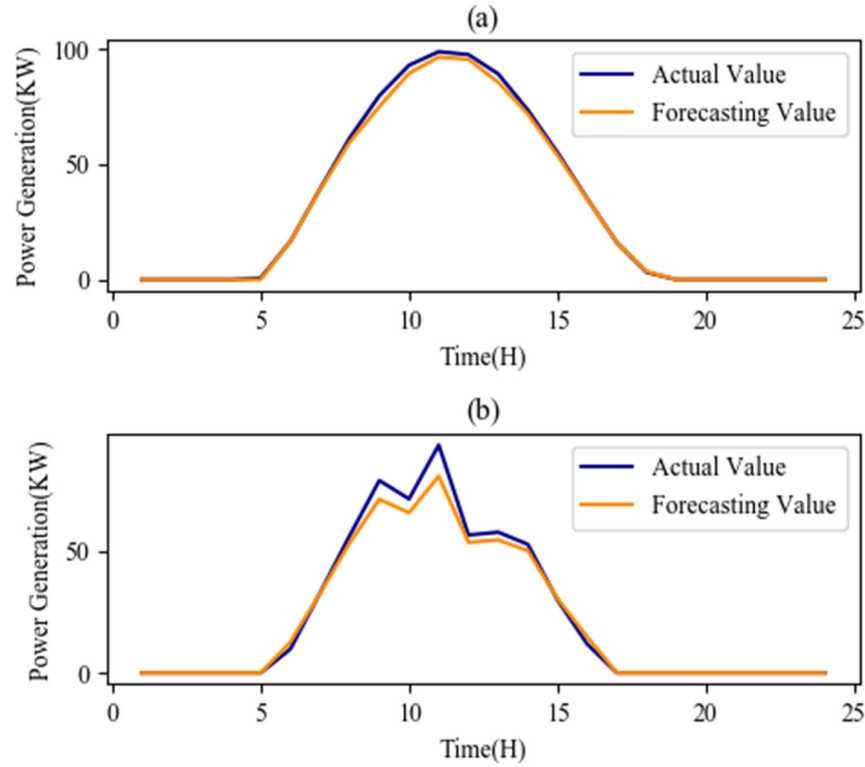 (a)
Power Generation(KW)
100
50
0
Actual Value
Forecasting Value
0 5 10 15 20 25
Time(H)
(b)
Power Generation(KW)
50
0
Actual Value
Forecasting Value
0 5 10 15 20 25
Time(H)